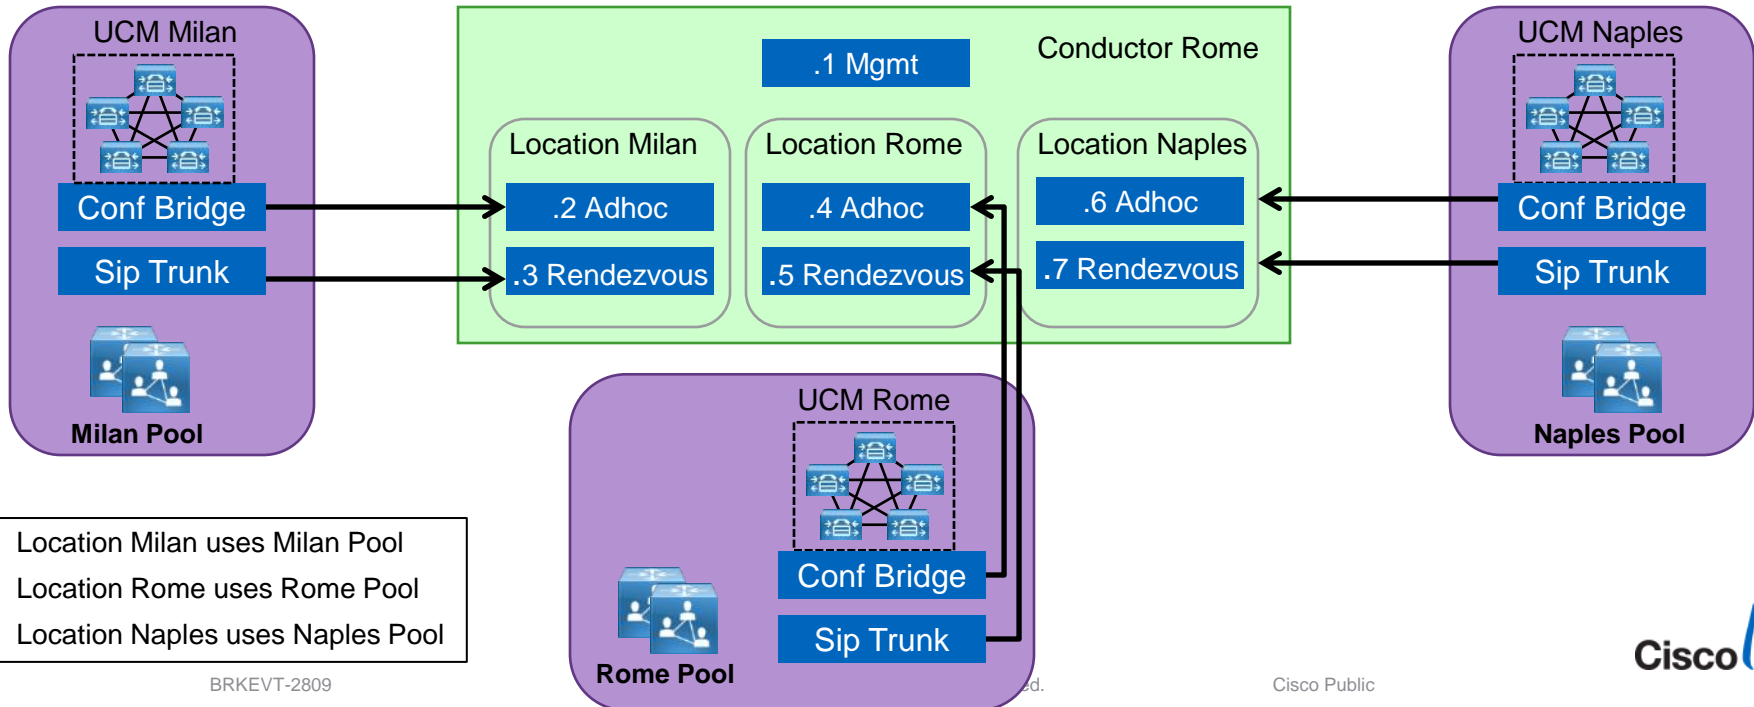 UCM Milan
Conf Bridge
Sip Trunk
Milan Pool
Conductor Rome
.1 Mgmt
Location Milan
.2 Adhoc
.3 Rendezvous
Location Rome
.4 Adhoc
.5 Rendezvous
Location Naples
.6 Adhoc
.7 Rendezvous
UCM Naples
Conf Bridge
Sip Trunk
Naples Pool
UCM Rome
Conf Bridge
Sip Trunk
Rome Pool
Location Milan uses Milan Pool
Location Rome uses Rome Pool
Location Naples uses Naples Pool
BRKEVT-2809
ed.
Cisco Public
Cisco